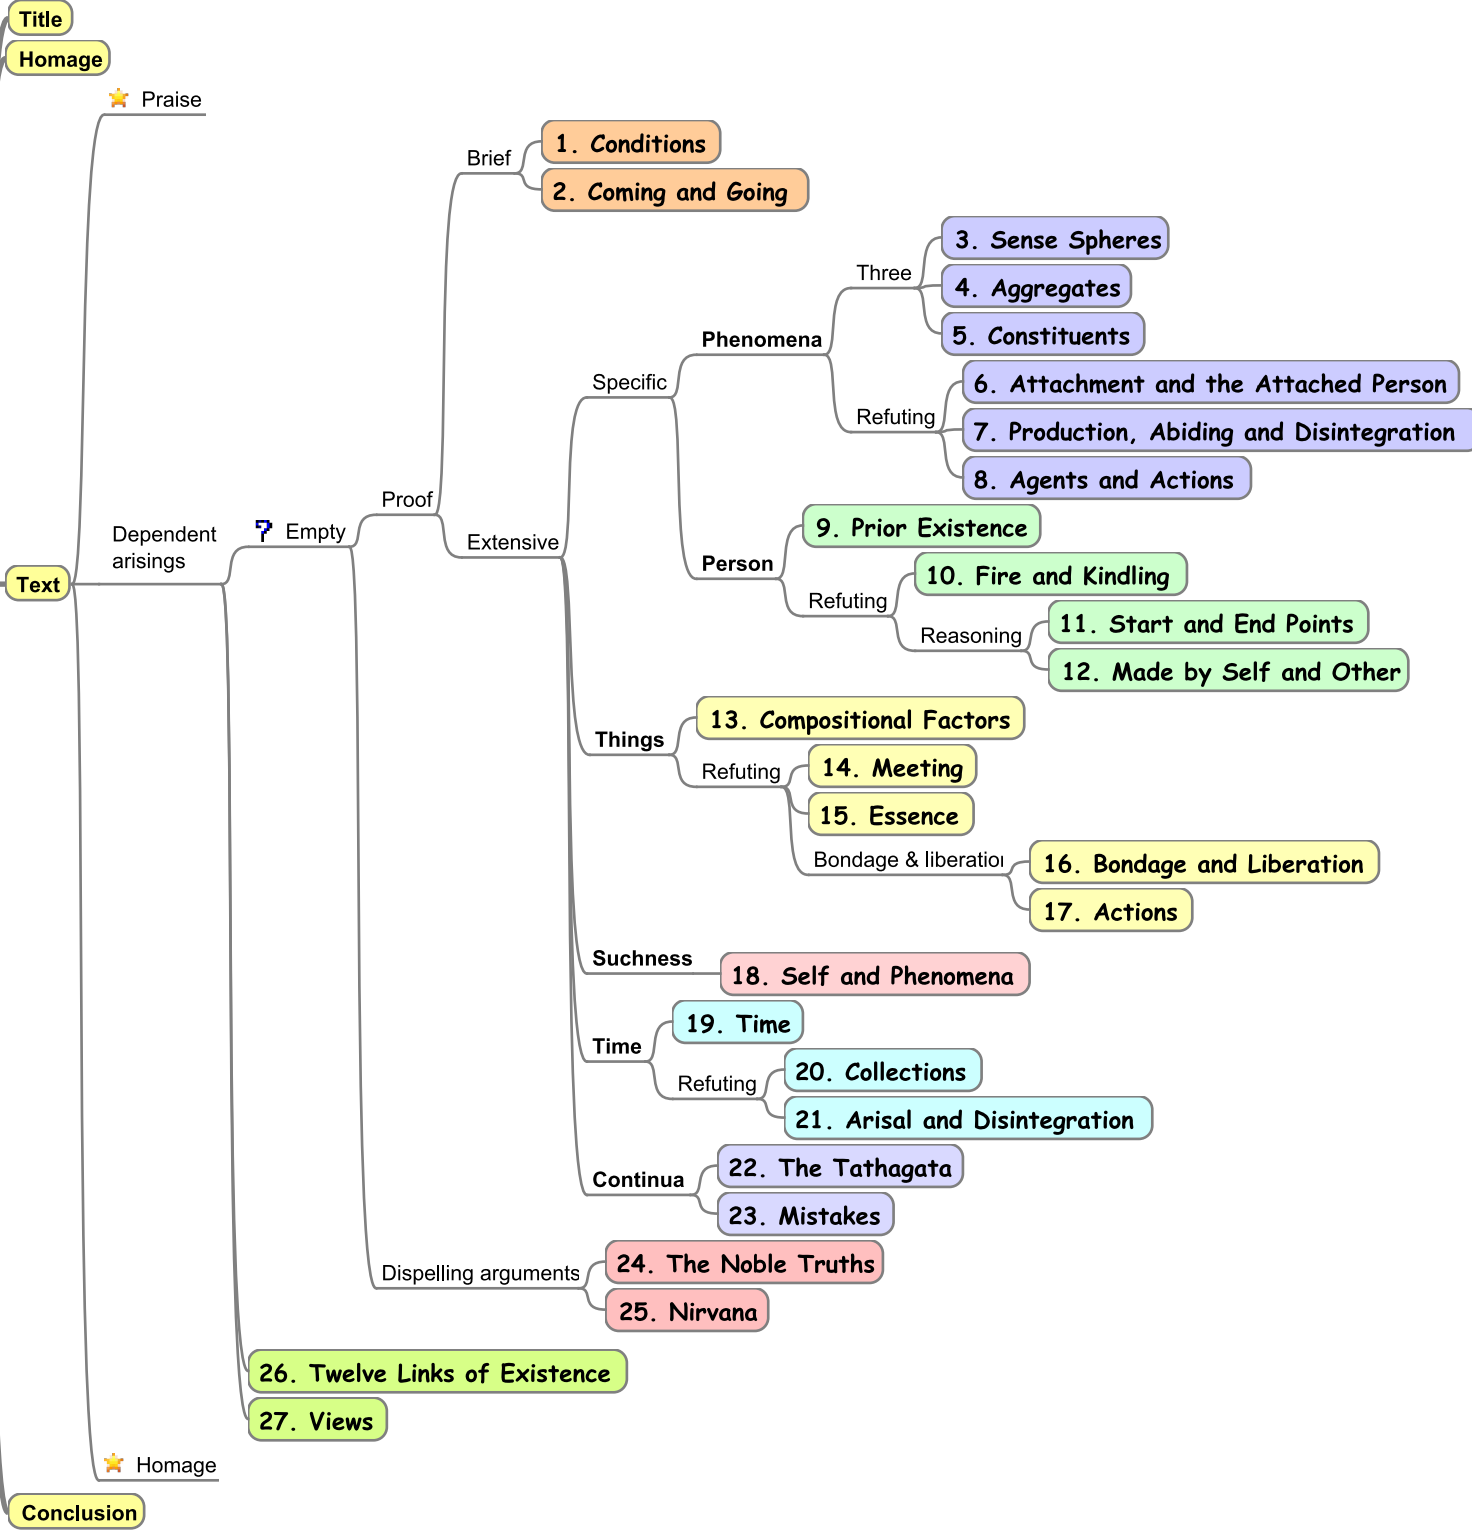 Title
Homage
Praise
Brief
1. Conditions
2. Coming and Going
3. Sense Spheres
Three
4. Aggregates
5. Constituents
Phenomena
Specific
6. Attachment and the Attached Person
Refuting
7. Production, Abiding and Disintegration
8. Agents and Actions
Proof
Dependent
arisings
? Empty
Extensive
9. Prior Existence
Person
10. Fire and Kindling
Text
Refuting
11. Start and End Points
Reasoning
12. Made by Self and Other
13. Compositional Factors
Things
Refuting
14. Meeting
15. Essence
Bondage & liberation
16. Bondage and Liberation
17. Actions
Suchness
18. Self and Phenomena
19. Time
Time
Refuting
20. Collections
21. Arisal and Disintegration
22. The Tathagata
Continua
23. Mistakes
24. The Noble Truths
Dispelling arguments
25. Nirvana
26. Twelve Links of Existence
27. Views
Homage
Conclusion